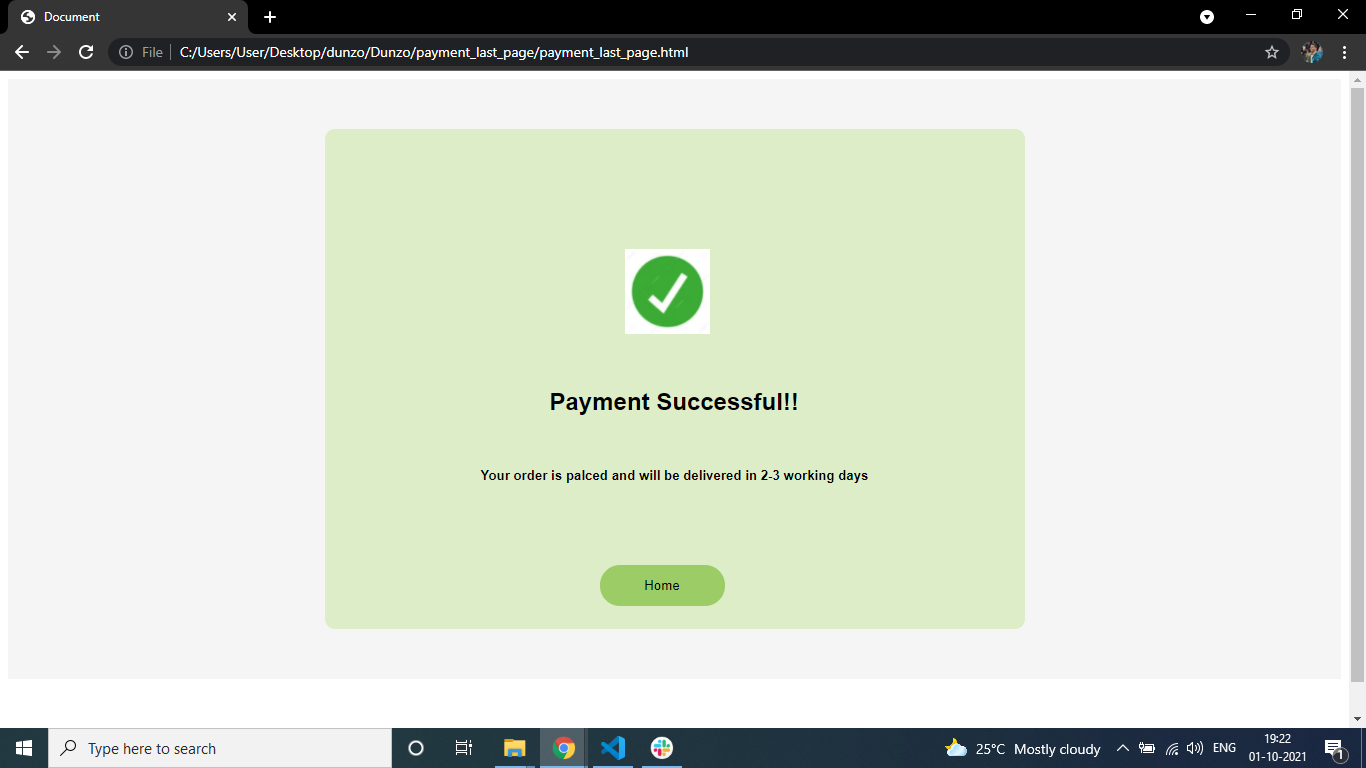 Document
File
C:/Users/User/Desktop/dunzo/Dunzo/payment_last_page/payment_last_page.html
Payment Successful!!
Your order is palced and will be delivered in 2-3 working days
Home
Type here to search
25°C Mostly cloudy
ENG
19:22
01-10-2021
1